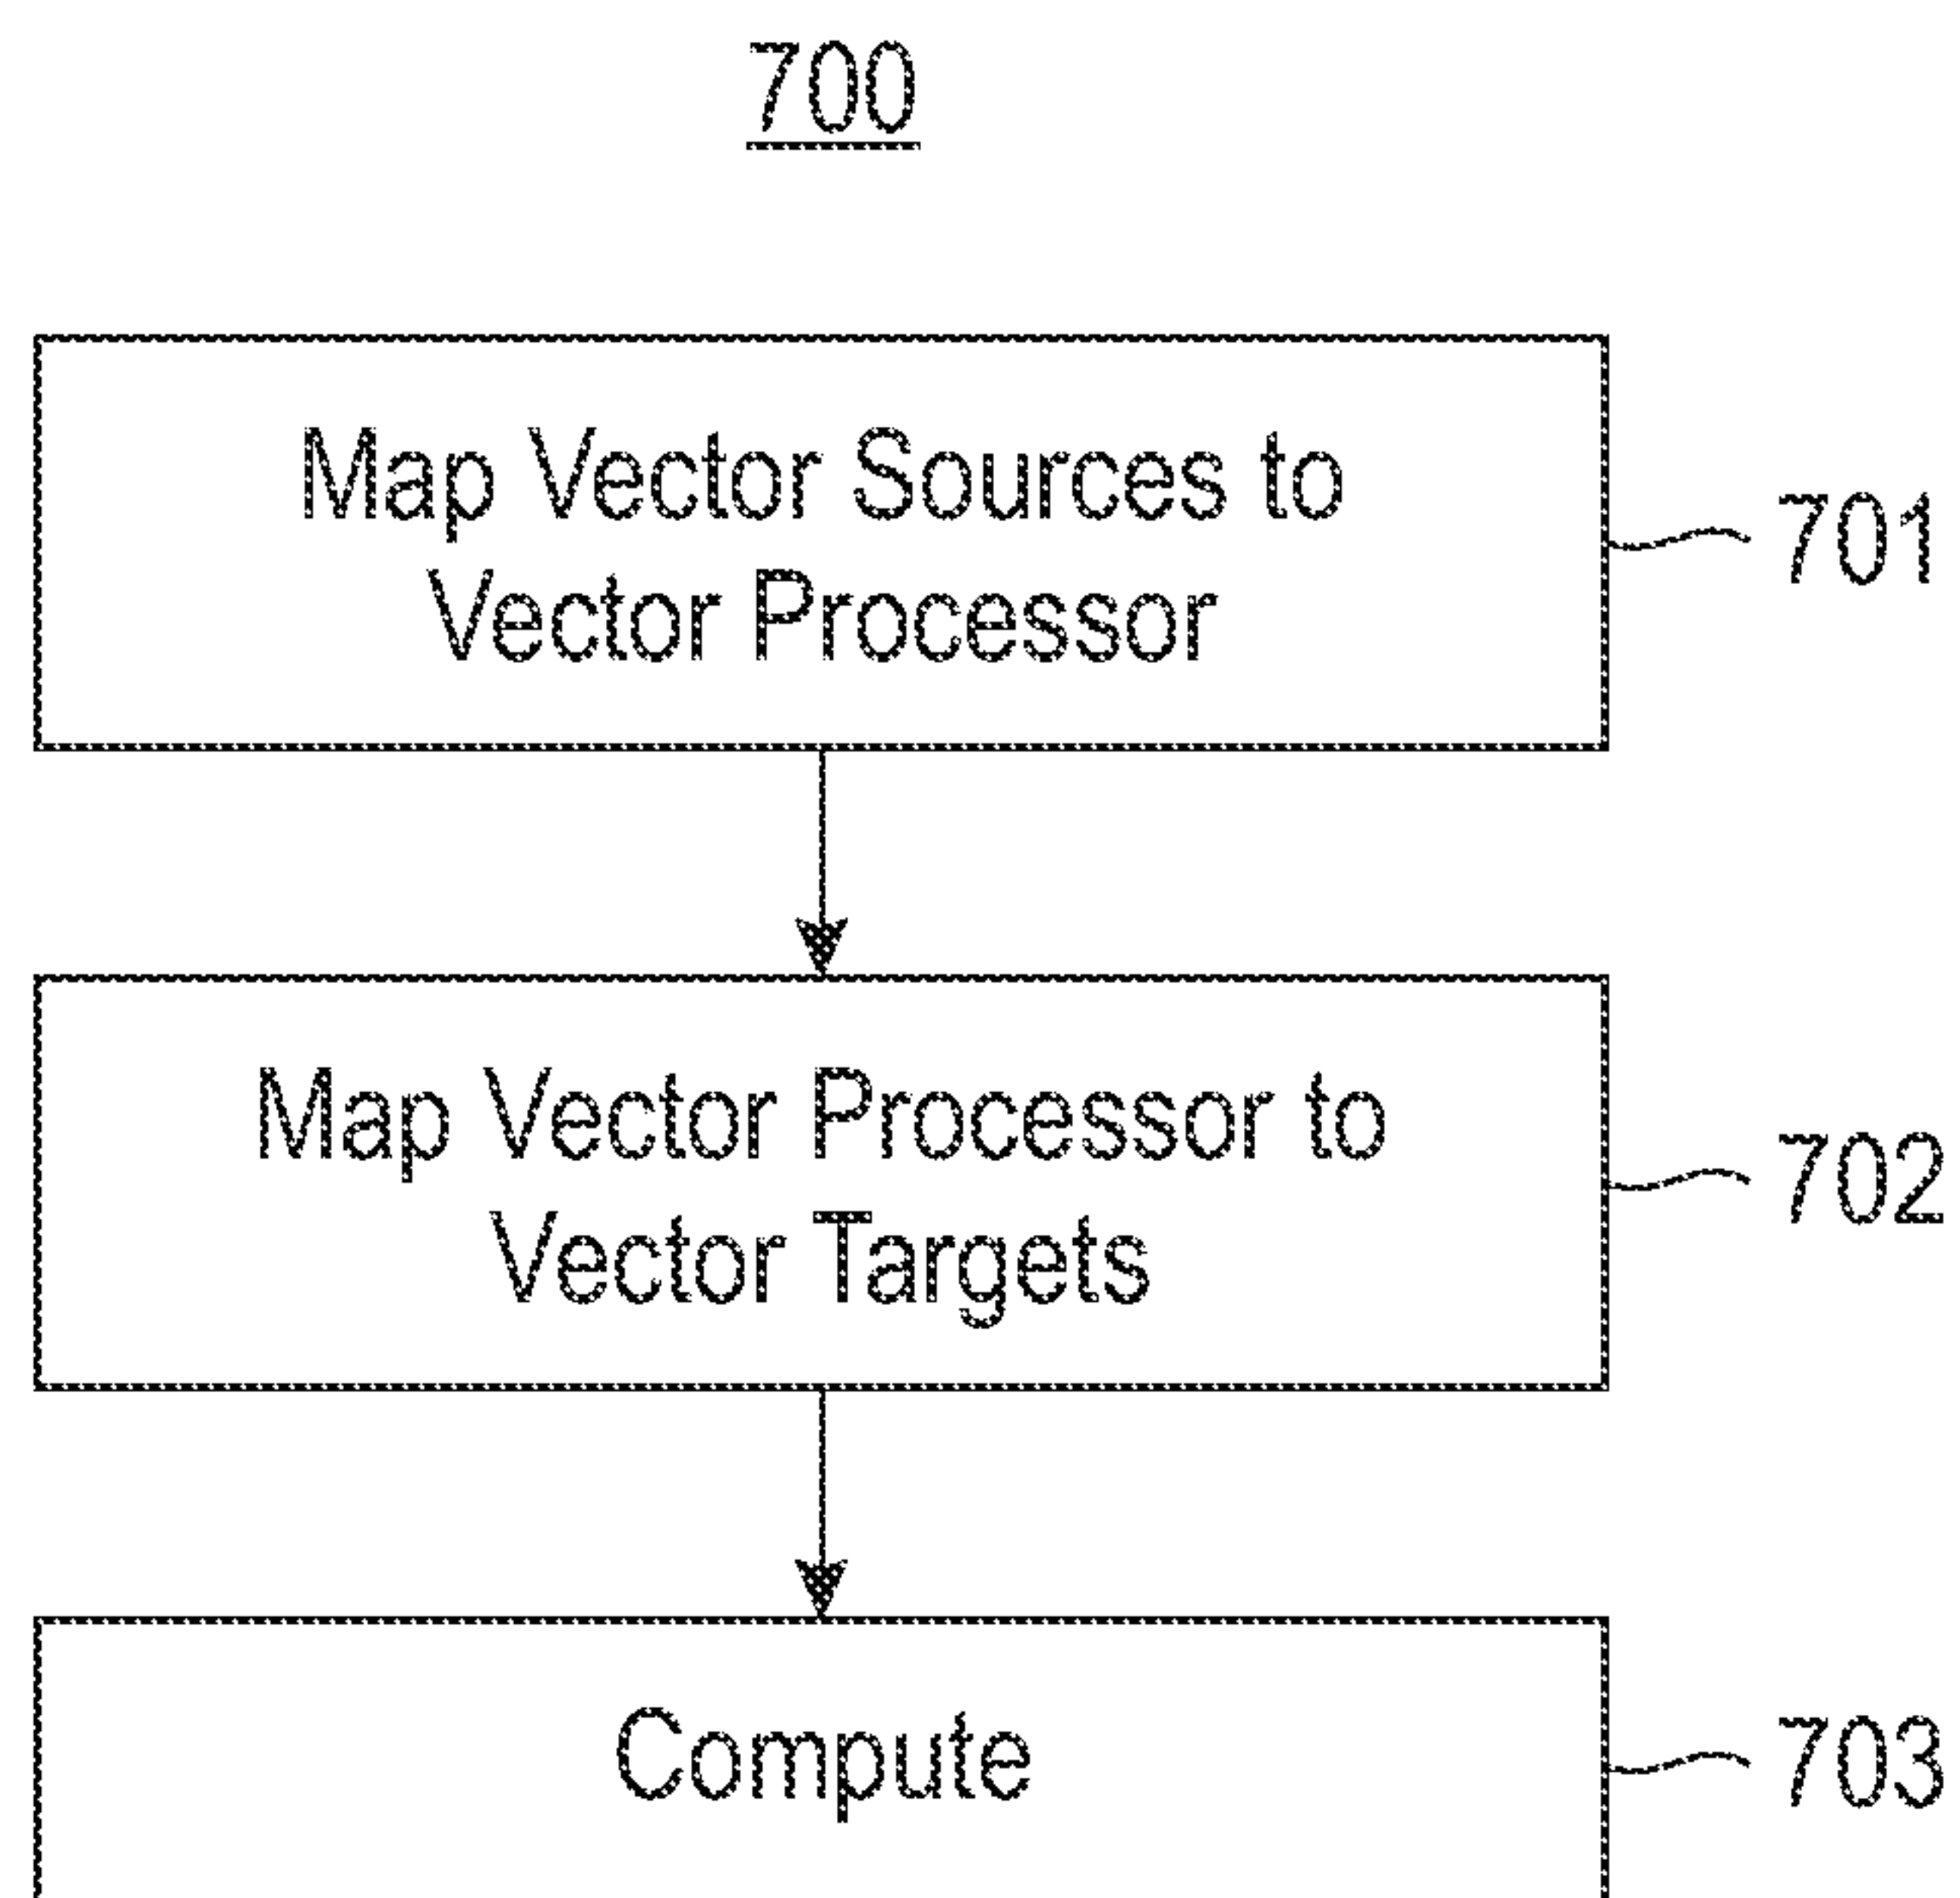 700
Map Vector Sources to
Vector Processor
701
Map Vector Processor to
Vector Targets
702
Compute
703